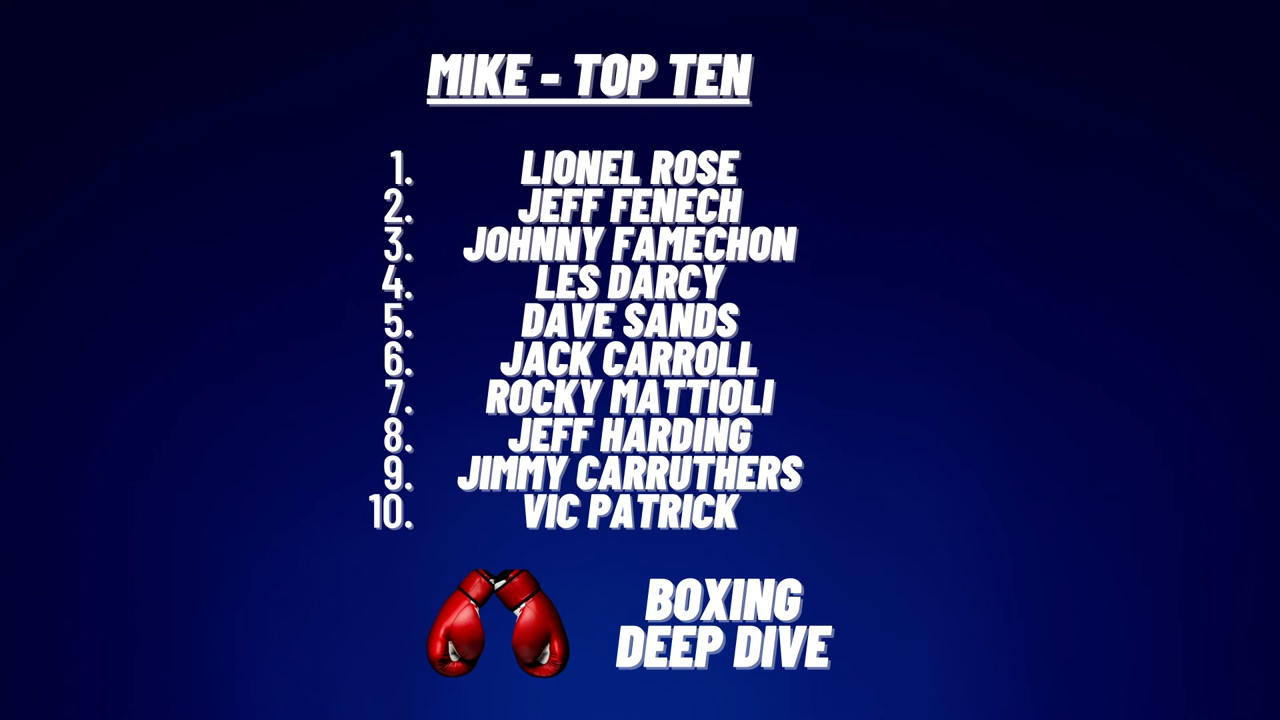 MIKE - TOP TEN
1. LIONEL ROSE
2. JEFF FENECH
3. JOHNNY FAMECHON
4. LES DARCY
5. DAVE SANDS
6. JACK CARROLL
7. ROCKY MATTIOLI
8. JEFF HARDING
9. JIMMY CARRUTHERS
10. VIC PATRICK
BOXING
DEEP DIVE